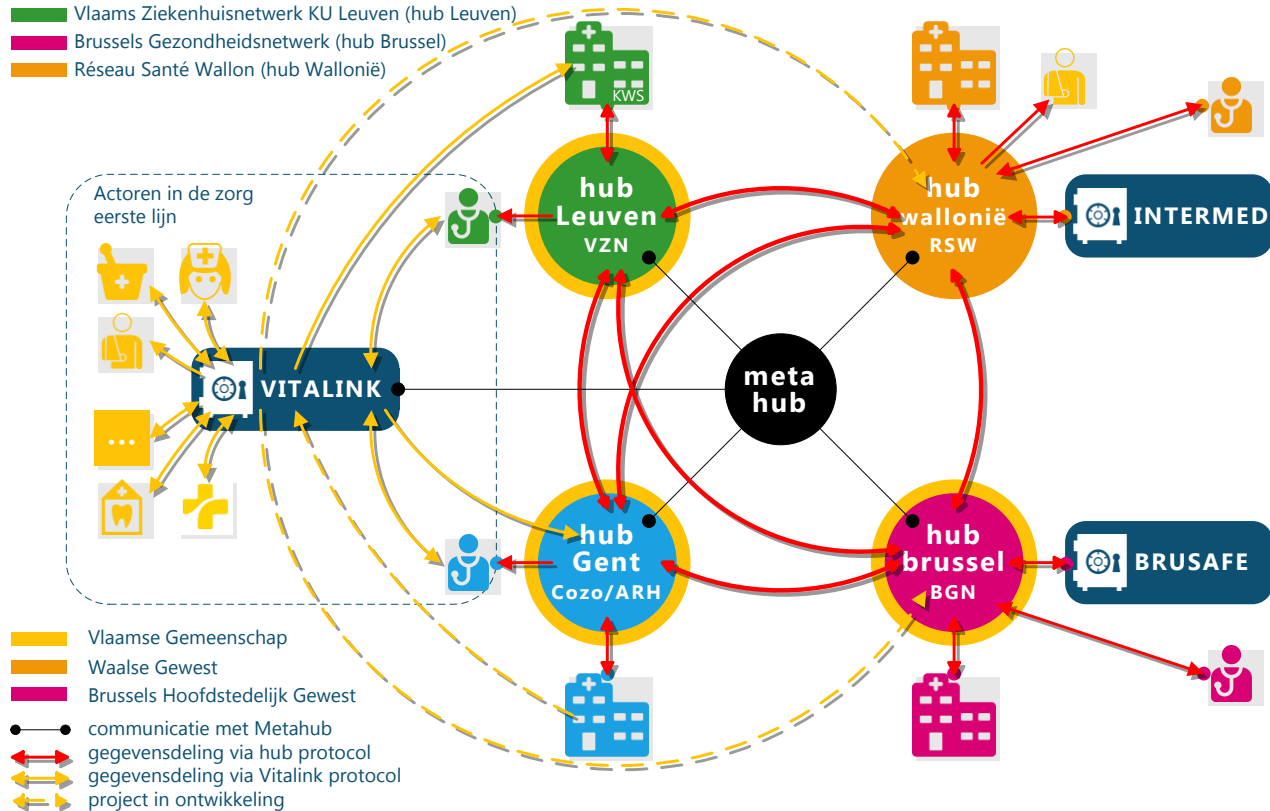 Vlaams Ziekenhuisnetwerk KU Leuven (hub Leuven)
Brussels Gezondheidsnetwerk (hub Brussel)
Réseau Santé Wallon (hub Wallonië)
KWS
Actoren in de zorg
eerste lijn
hub
Leuven
VZN
hub
wallonië
RSW
INTERMED
VITALINK
meta
hub
...
hub
Gent
Cozo/ARH
hub
brussel
BGN
BRUSAFE
Vlaamse Gemeenschap
Waalse Gewest
Brussels Hoofdstedelijk Gewest
communicatie met Metahub
gegevensdeling via hub protocol
gegevensdeling via Vitalink protocol
project in ontwikkeling